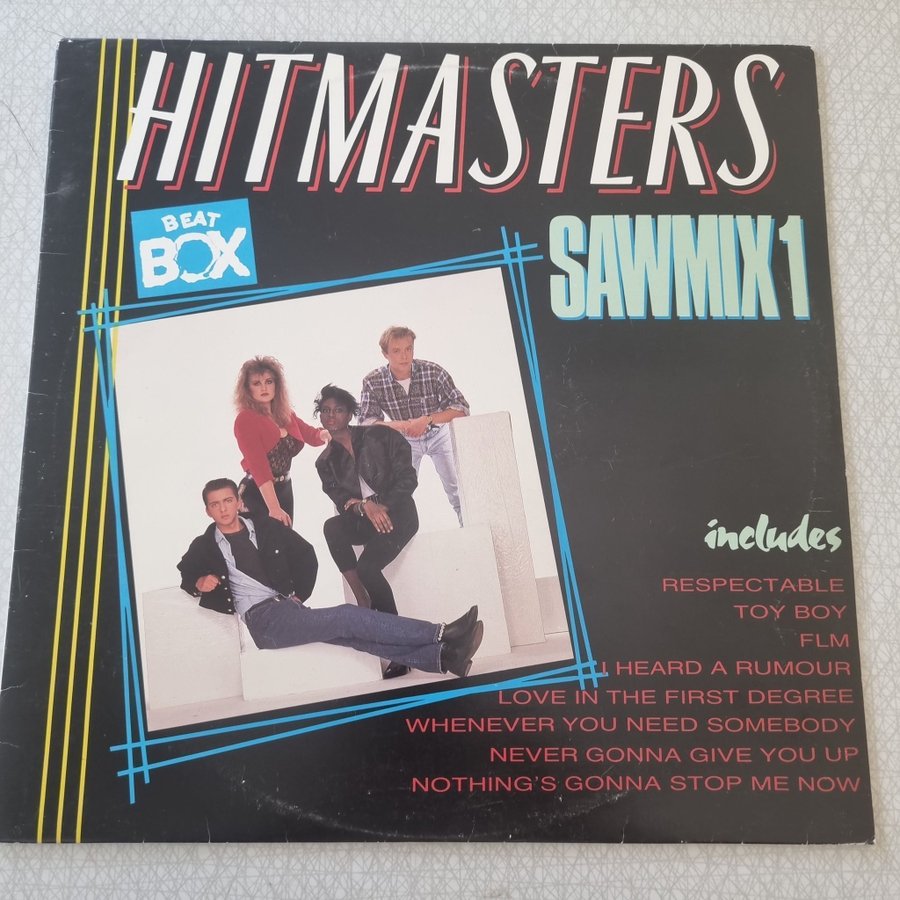 HITMASTERS
BEAT
BOX
SAWMIX 1
includes
RESPECTABLE
TOY BOY
FLM
I HEARD A RUMOUR
LOVE IN THE FIRST DEGREE
WHENEVER YOU NEED SOMEBODY
NEVER GONNA GIVE YOU UP
NOTHING'S GONNA STOP ME NOW